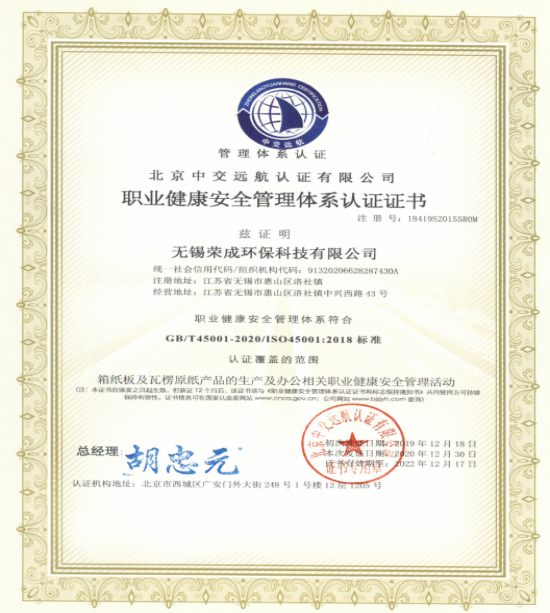 ZHONGJIAOYUANHANG CERTIFICATION
中交远航
管理体系认证
北京中交远航认证有限公司
职业健康安全管理体系认证证书
注 册 号：18419S20155R0M
兹证明
无锡荣成环保科技有限公司
统一社会信用代码/组织机构代码：91320206628287430A
注册地址：江苏省无锡市惠山区洛社镇
经营地址：江苏省无锡市惠山区洛社镇中兴西路 43 号
职业健康安全管理体系符合
GB/T45001-2020/ISO45001:2018 标准
认证覆盖的范围
箱纸板及瓦楞原纸产品的生产及办公相关职业健康安全管理活动
(注：本证书自颁发之日起生效，但获证 12 个月后，该证书须与《职业健康安全管理体系认证证书和标志保持通知书》共同使用方可持续
保持有效性。证书信息可在国家认监委网站 www.cnca.gov.cn; 公司网站 www.bjzjyh.com 查询)
初次发证日期：2019 年 12 月 18 日
本次发证日期：2020 年 12 月 30 日
证书有效期至：2022 年 12 月 17 日
北京中交远航认证有限公司
证书专用章
总经理：胡忠元
认证机构地址：北京市西城区广安门外大街 248 号 1 号楼 12 层 1205 号